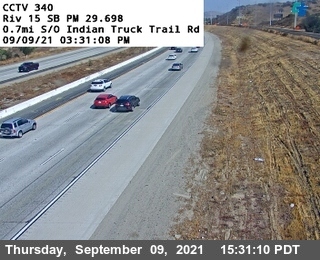 CCTV 340
Riv 15 SB PM 29.698
0.7mi S/O Indian Truck Trail Rd
09/09/21 03:31:08 PM
Thursday, September 09, 2021 15:31:10 PDT